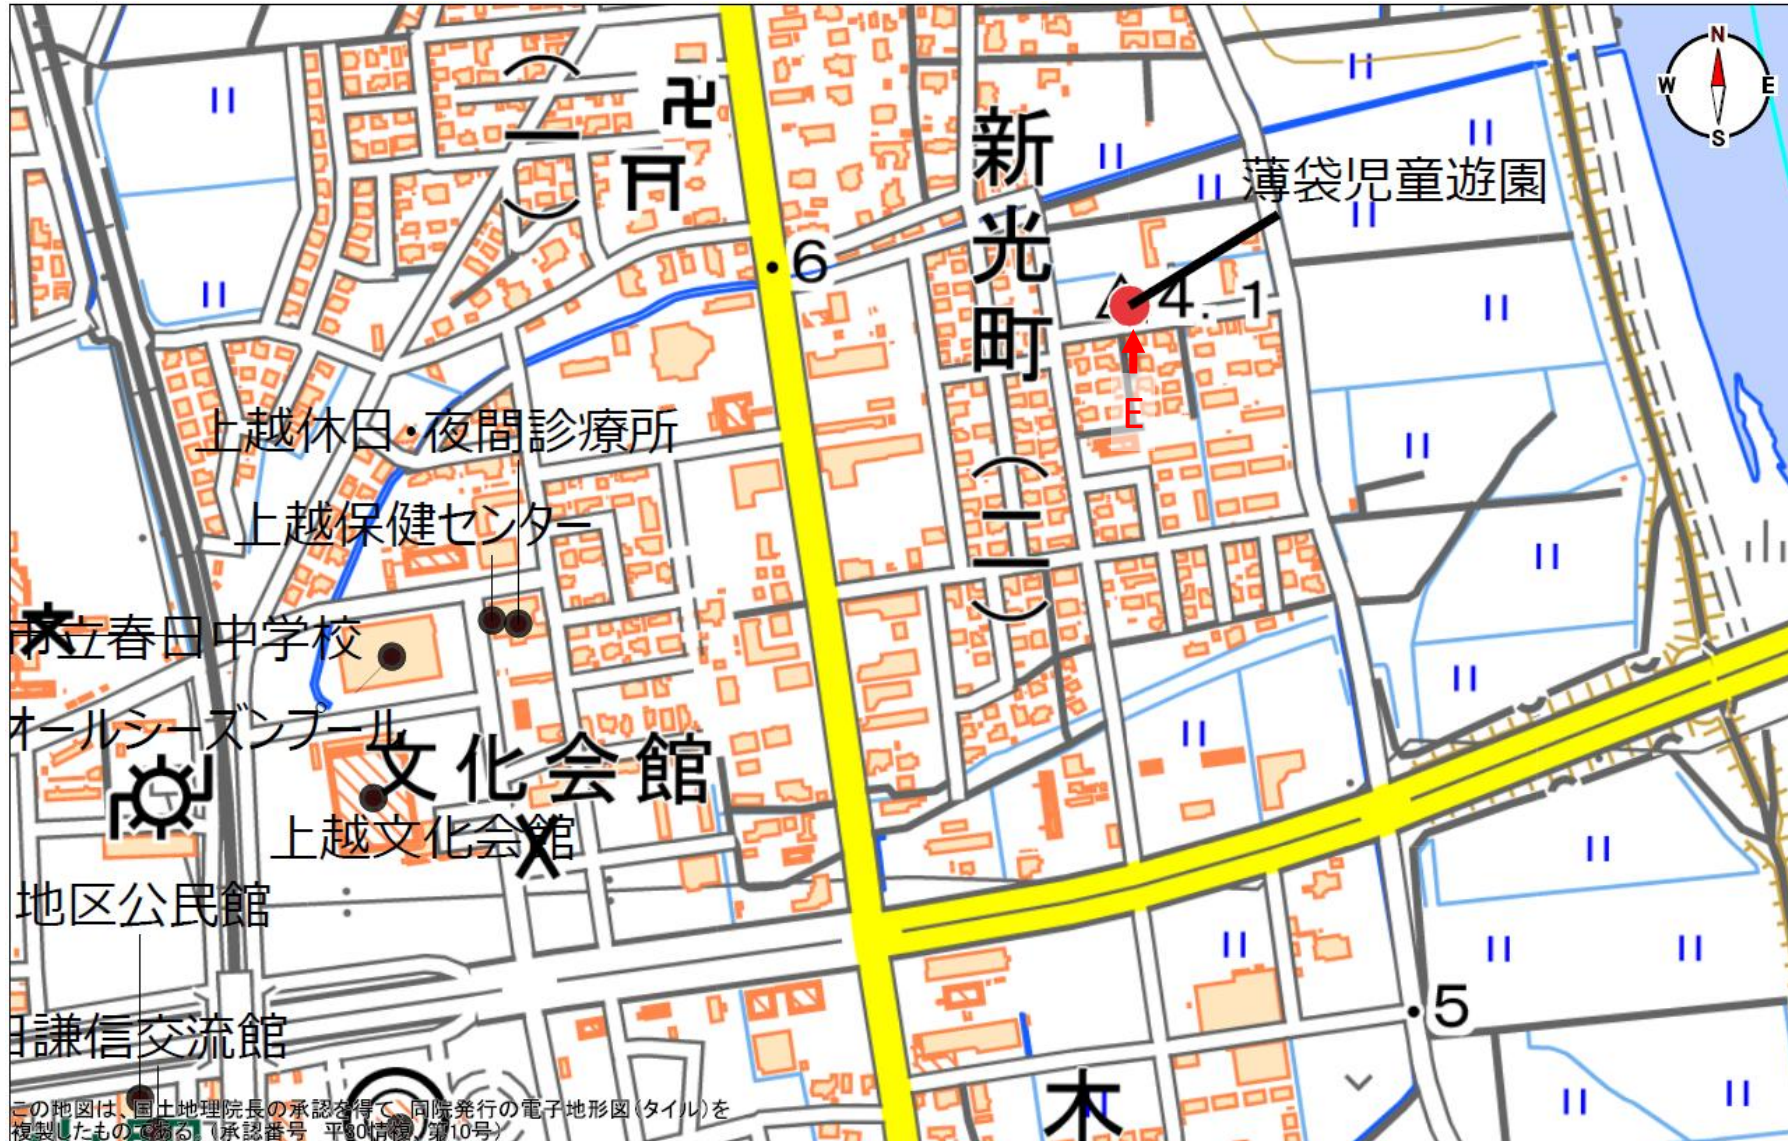 N
W E
S
(一)
新光町(二)
薄袋児童遊園
6
4.1
E
上越休日・夜間診療所
上越保健センター
市立春日中学校
オールシーズンプール
文化会館
上越文化会館
地区公民館
謙信交流館
5
木
この地図は、国土地理院長の承認を得て、同院発行の電子地形図(タイル)を
複製したものである。(承認番号 平30情複、第10号)